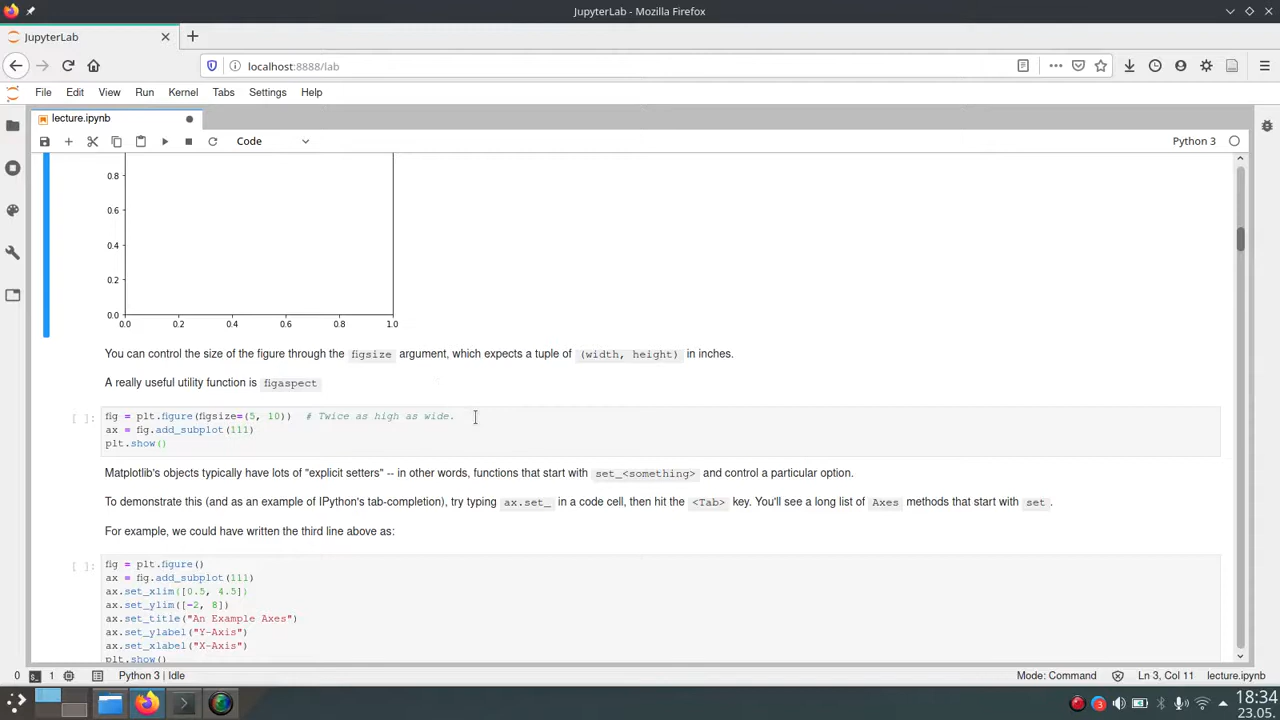 JupyterLab - Mozilla Firefox
JupyterLab
localhost:8888/lab
File Edit View Run Kernel Tabs Settings Help
lecture.ipynb
Code
Python 3
0.8
0.6
0.4
0.2
0.0
0.0 0.2 0.4 0.6 0.8 1.0
You can control the size of the figure through the figsize argument, which expects a tuple of (width, height) in inches.
A really useful utility function is figaspect
[ ]: fig = plt.figure(figsize=(5, 10)) # Twice as high as wide.
ax = fig.add_subplot(111)
plt.show()
Matplotlib's objects typically have lots of "explicit setters" -- in other words, functions that start with set_<something> and control a particular option.
To demonstrate this (and as an example of IPython's tab-completion), try typing ax.set_ in a code cell, then hit the <Tab> key. You'll see a long list of Axes methods that start with set .
For example, we could have written the third line above as:
[ ]: fig = plt.figure()
ax = fig.add_subplot(111)
ax.set_xlim([0.5, 4.5])
ax.set_ylim([-2, 8])
ax.set_title("An Example Axes")
ax.set_ylabel("Y-Axis")
ax.set_xlabel("X-Axis")
plt.show()
0 1 Python 3 | Idle Mode: Command Ln 3, Col 11 lecture.ipynb
3
18:34
23.05.